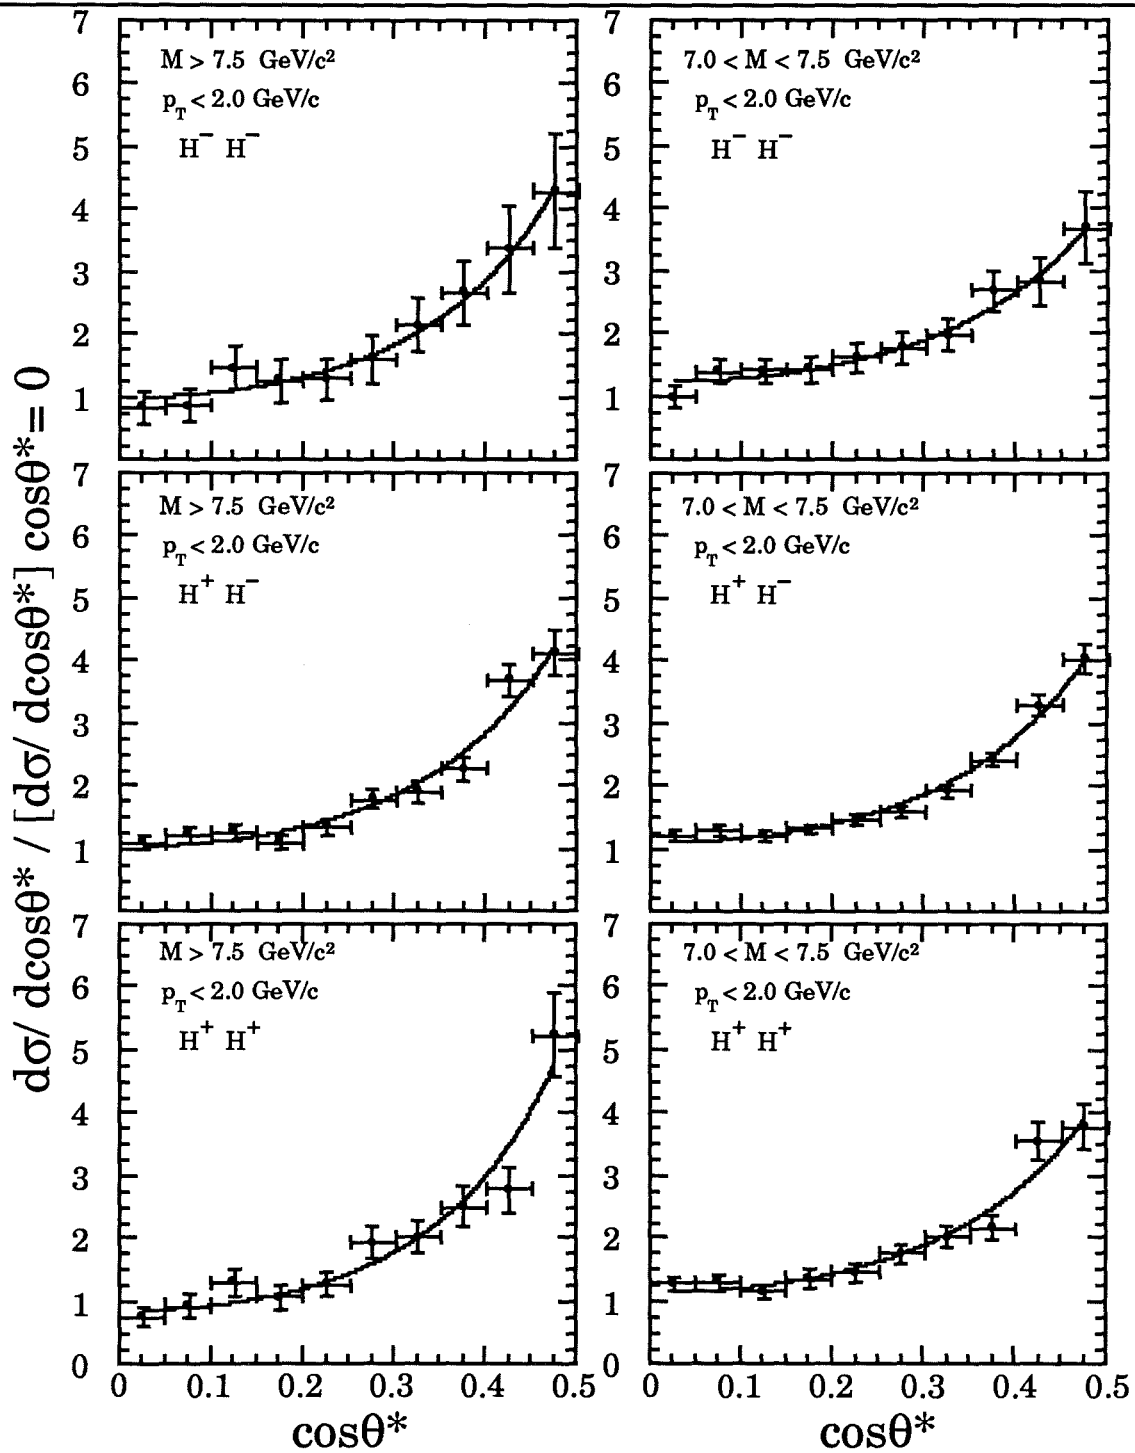 dσ/ dcosθ* / [dσ/ dcosθ*] cosθ*= 0
7
6
5
4
3
2
1
M > 7.5 GeV/c²
p_T < 2.0 GeV/c
H⁻ H⁻
7
6
5
4
3
2
1
7.0 < M < 7.5 GeV/c²
p_T < 2.0 GeV/c
H⁻ H⁻
7
6
5
4
3
2
1
M > 7.5 GeV/c²
p_T < 2.0 GeV/c
H⁺ H⁻
7
6
5
4
3
2
1
7.0 < M < 7.5 GeV/c²
p_T < 2.0 GeV/c
H⁺ H⁻
7
6
5
4
3
2
1
0
M > 7.5 GeV/c²
p_T < 2.0 GeV/c
H⁺ H⁺
0 0.1 0.2 0.3 0.4 0.5
cosθ*
7
6
5
4
3
2
1
0
7.0 < M < 7.5 GeV/c²
p_T < 2.0 GeV/c
H⁺ H⁺
0 0.1 0.2 0.3 0.4 0.5
cosθ*